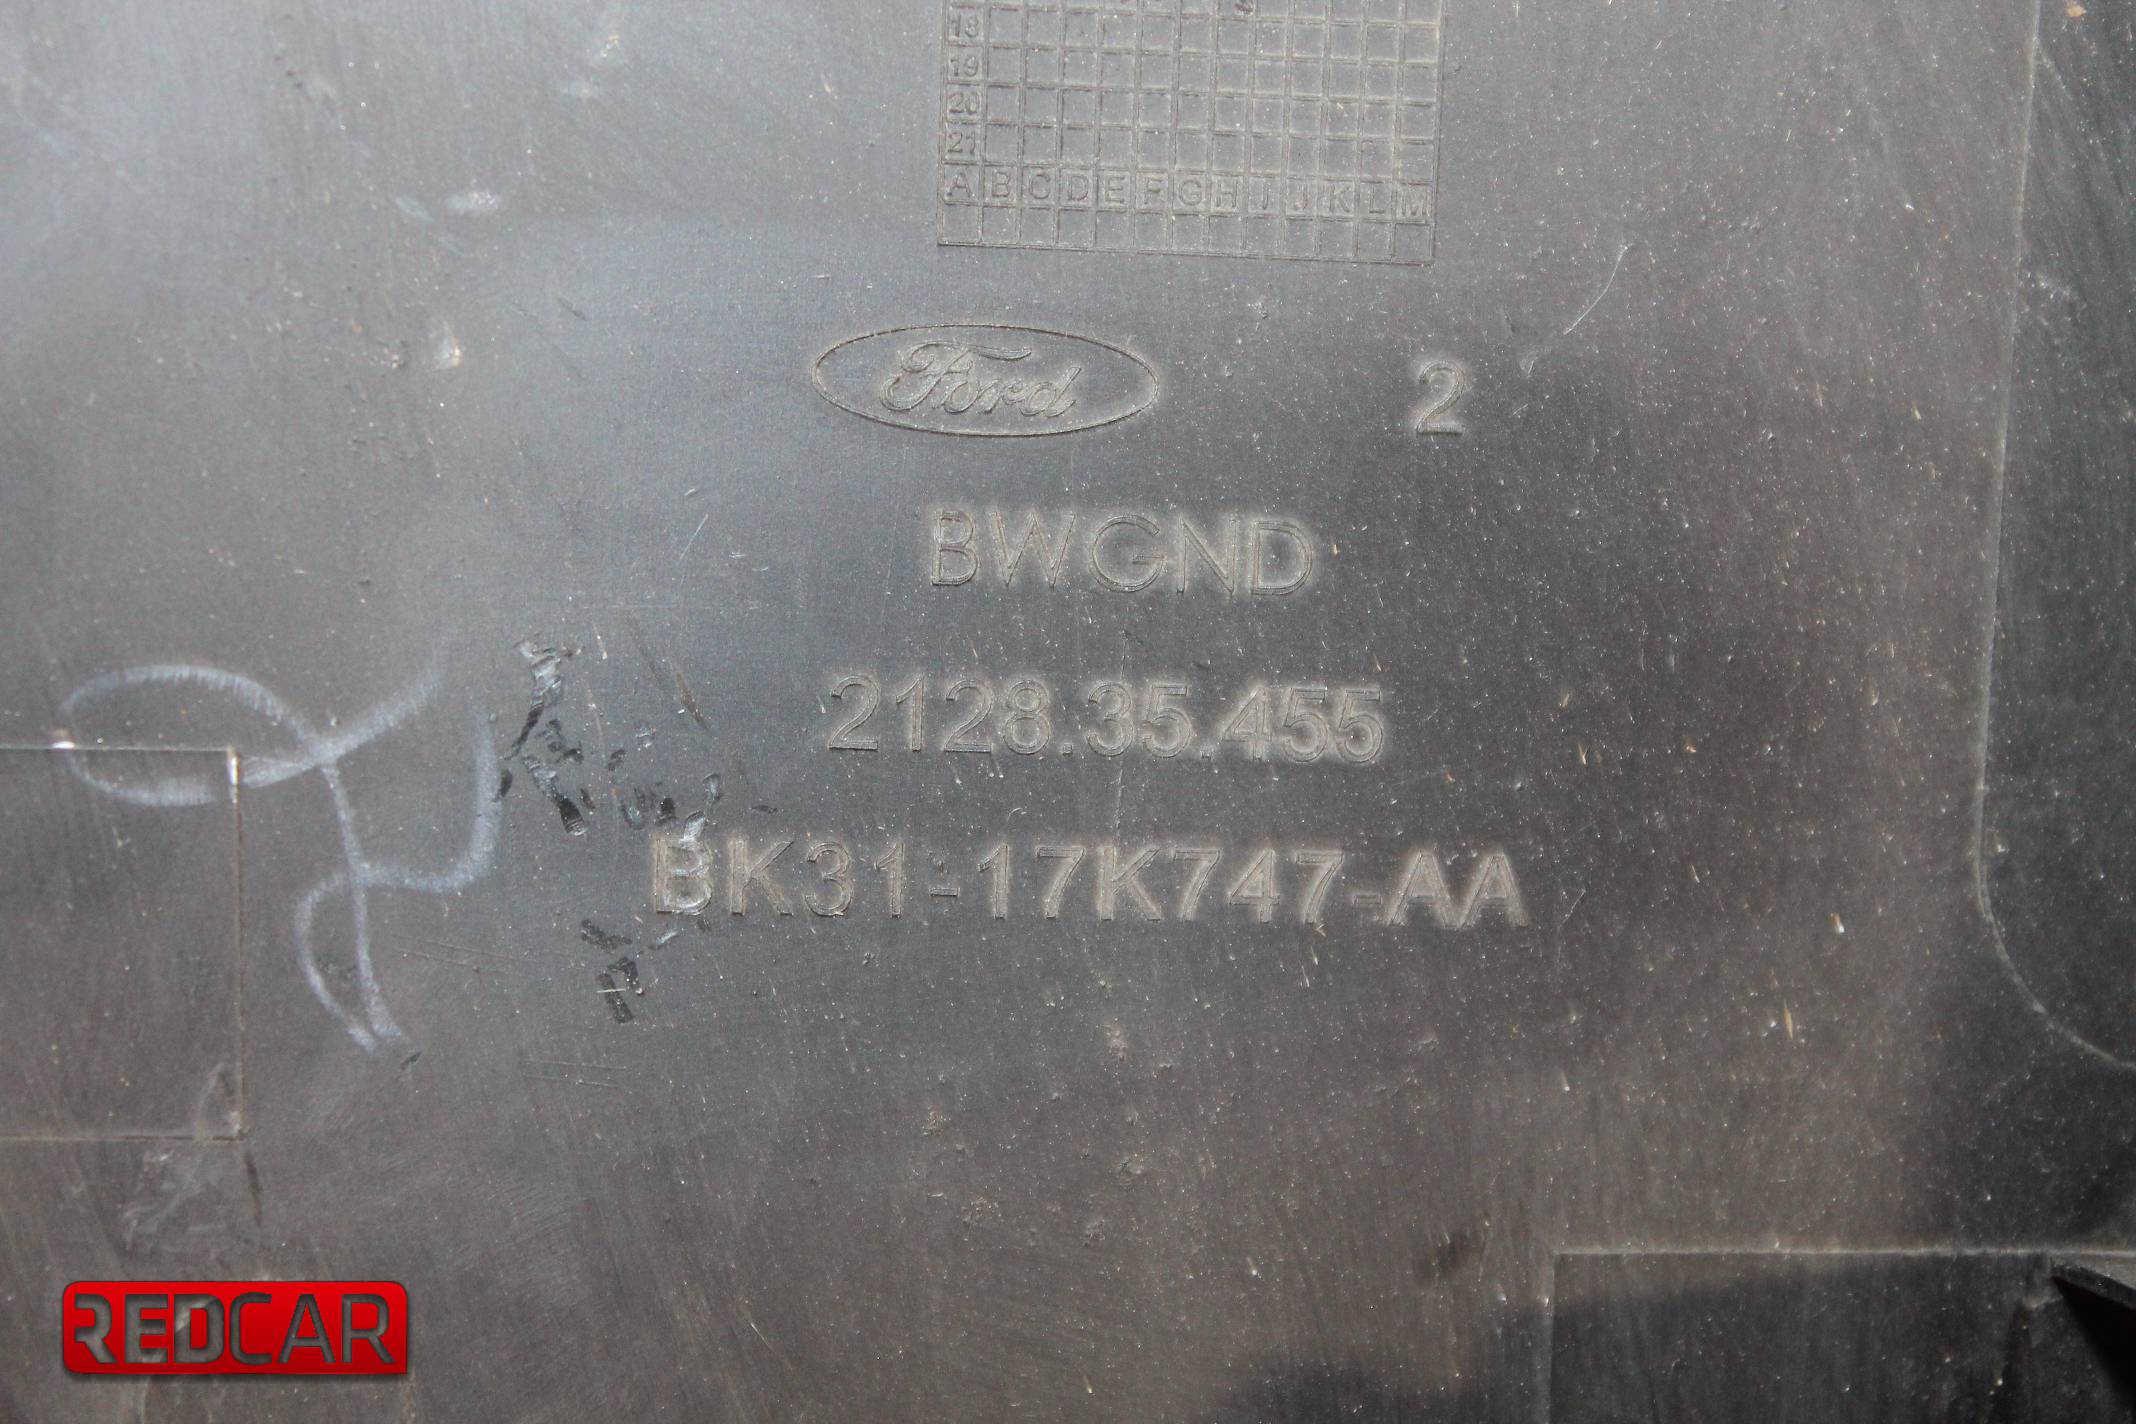 18
19
20
21
A B C D E F G H I J K L M
Ford 2
BWGND
2128.35.455
BK31-17K747-AA
REDCAR